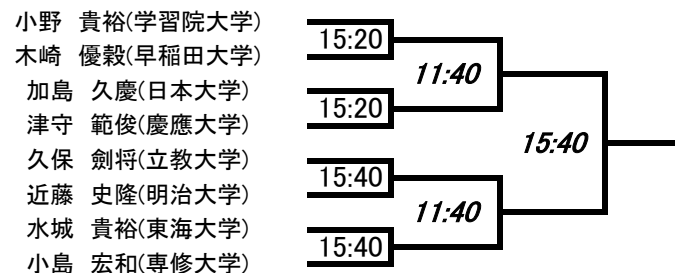 小野 貴裕(学習院大学)
木崎 優毅(早稲田大学)
加島 久慶(日本大学)
津守 範俊(慶應大学)
久保 劍将(立教大学)
近藤 史隆(明治大学)
水城 貴裕(東海大学)
小島 宏和(専修大学)
15:20
15:20
15:40
15:40
11:40
11:40
15:40